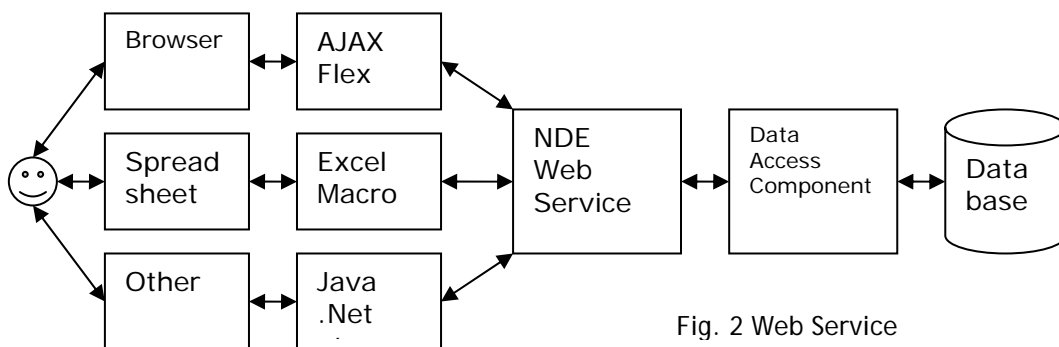 Browser
AJAX
Flex
Spread
sheet
Excel
Macro
Other
Java
.Net
NDE
Web
Service
Data
Access
Component
Data
base
Fig. 2 Web Service